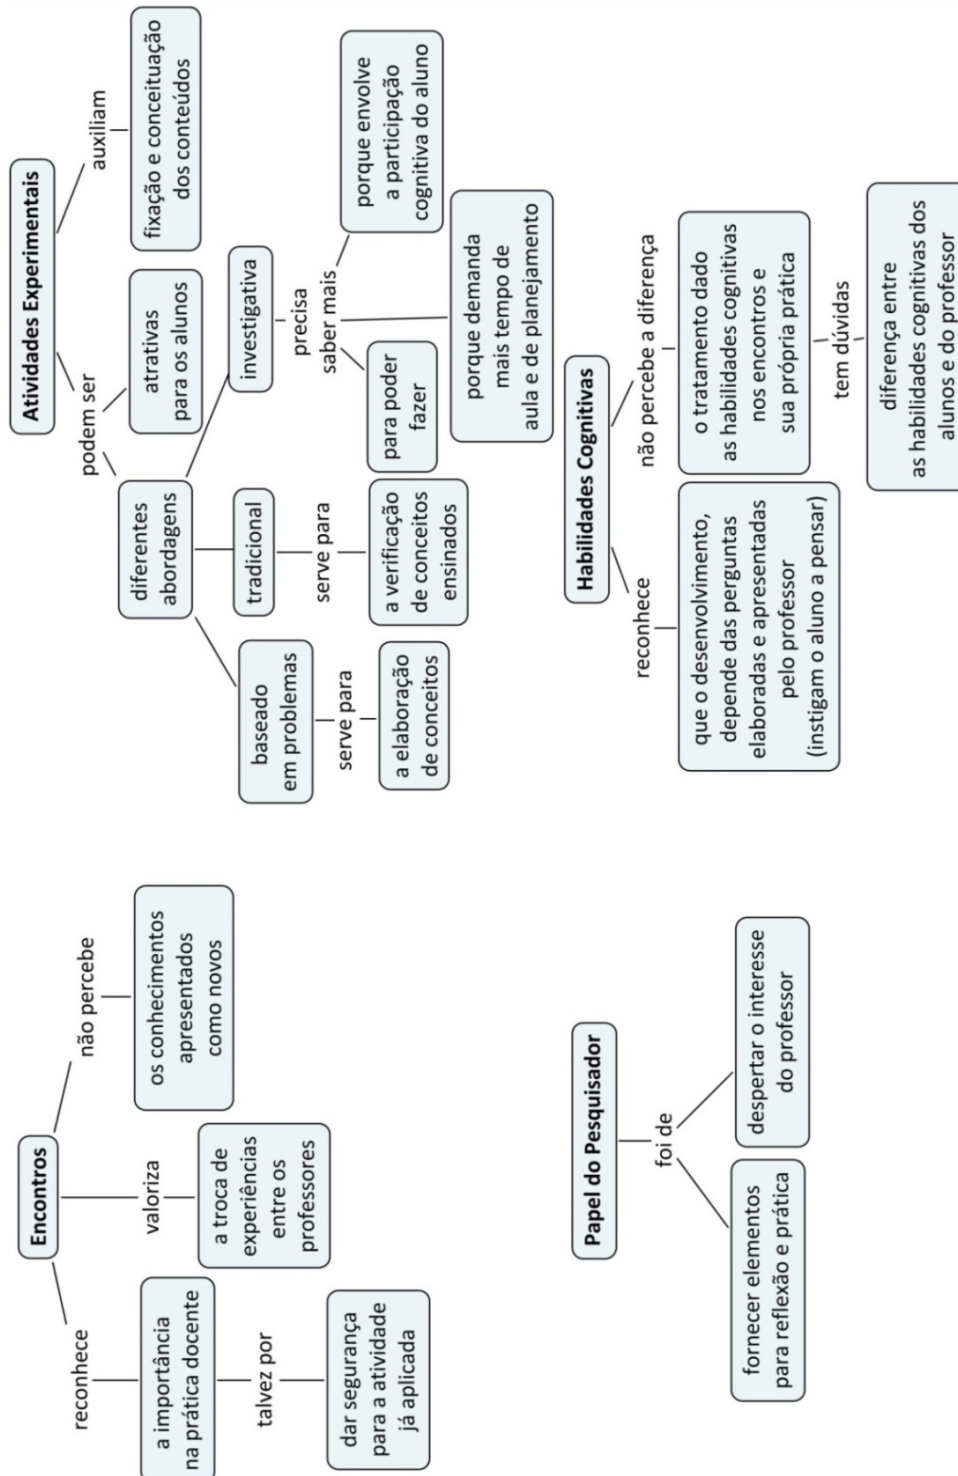 Encontros
reconhece
valoriza
não percebe
a importância
na prática docente
a troca de
experiências
entre os
professores
os conhecimentos
apresentados
como novos
talvez por
dar segurança
para a atividade
já aplicada
Atividades Experimentais
podem ser
auxiliam
diferentes
abordagens
atrativas
para os alunos
fixação e conceituação
dos conteúdos
baseado
em problemas
tradicional
investigativa
serve para
serve para
precisa
saber mais
a elaboração
de conceitos
a verificação
de conceitos
ensinados
para poder
fazer
porque demanda
mais tempo de
aula e de planejamento
porque envolve
a participação
cognitiva do aluno
Papel do Pesquisador
foi de
fornecer elementos
para reflexão e prática
despertar o interesse
do professor
Habilidades Cognitivas
reconhece
não percebe a diferença
que o desenvolvimento,
depende das perguntas
elaboradas e apresentadas
pelo professor
(instigam o aluno a pensar)
o tratamento dado
as habilidades cognitivas
nos encontros e
sua própria prática
tem dúvidas
diferença entre
as habilidades cognitivas dos
alunos e do professor